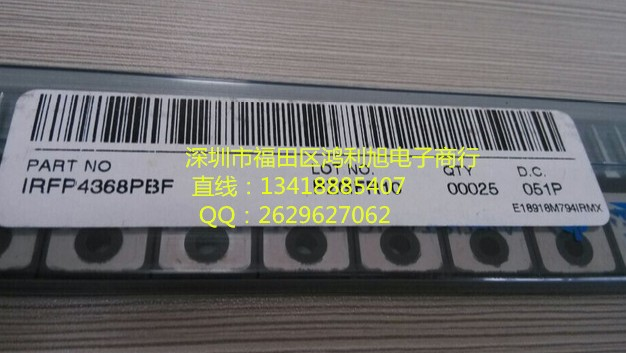 深圳市福田区鸿利旭电子商行
PART NO LOT NO. QTY D.C.
IRFP4368PBF 00025 051P
直线：13418885407
E18918M794IRMX
QQ：2629627062